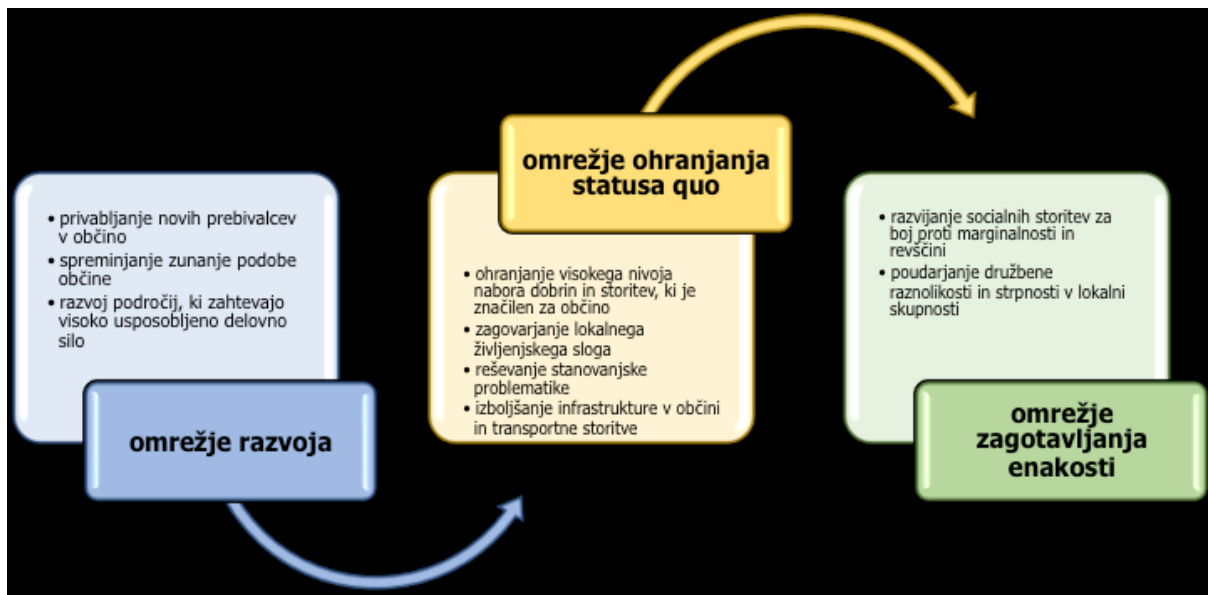 • privabljanje novih prebivalcev
v občino
• spreminjanje zunanje podobe
občine
• razvoj področij, ki zahtevajo
visoko usposobljeno delovno
silo
omrežje razvoja
omrežje ohranjanja
statusa quo
• ohranjanje visokega nivoja
nabora dobrin in storitev, ki je
značilen za občino
• zagovarjanje lokalnega
življenjskega sloga
• reševanje stanovanjske
problematike
• izboljšanje infrastrukture v občini
in transportne storitve
• razvijanje socialnih storitev za
boj proti marginalnosti in
revščini
• poudarjanje družbene
raznolikosti in strpnosti v lokalni
skupnosti
omrežje
zagotavljanja
enakosti